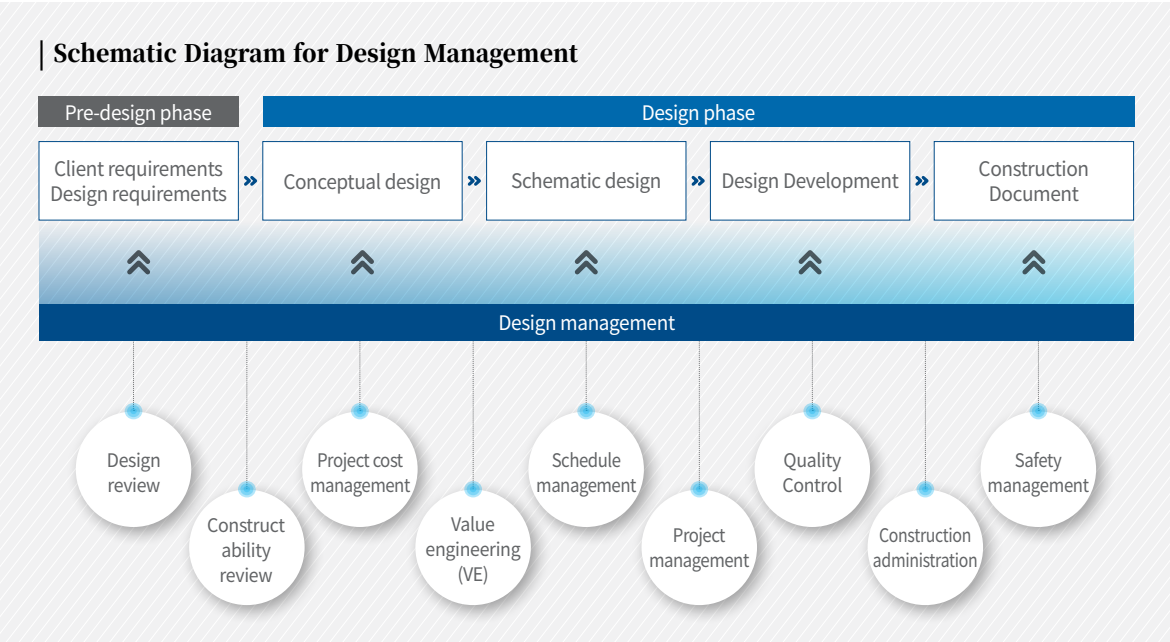 Schematic Diagram for Design Management
Pre-design phase
Design phase
Client requirements
Design requirements
Conceptual design
Schematic design
Design Development
Construction
Document
Design management
Design
review
Construct
ability
review
Project cost
management
Value
engineering
(VE)
Schedule
management
Project
management
Quality
Control
Construction
administration
Safety
management